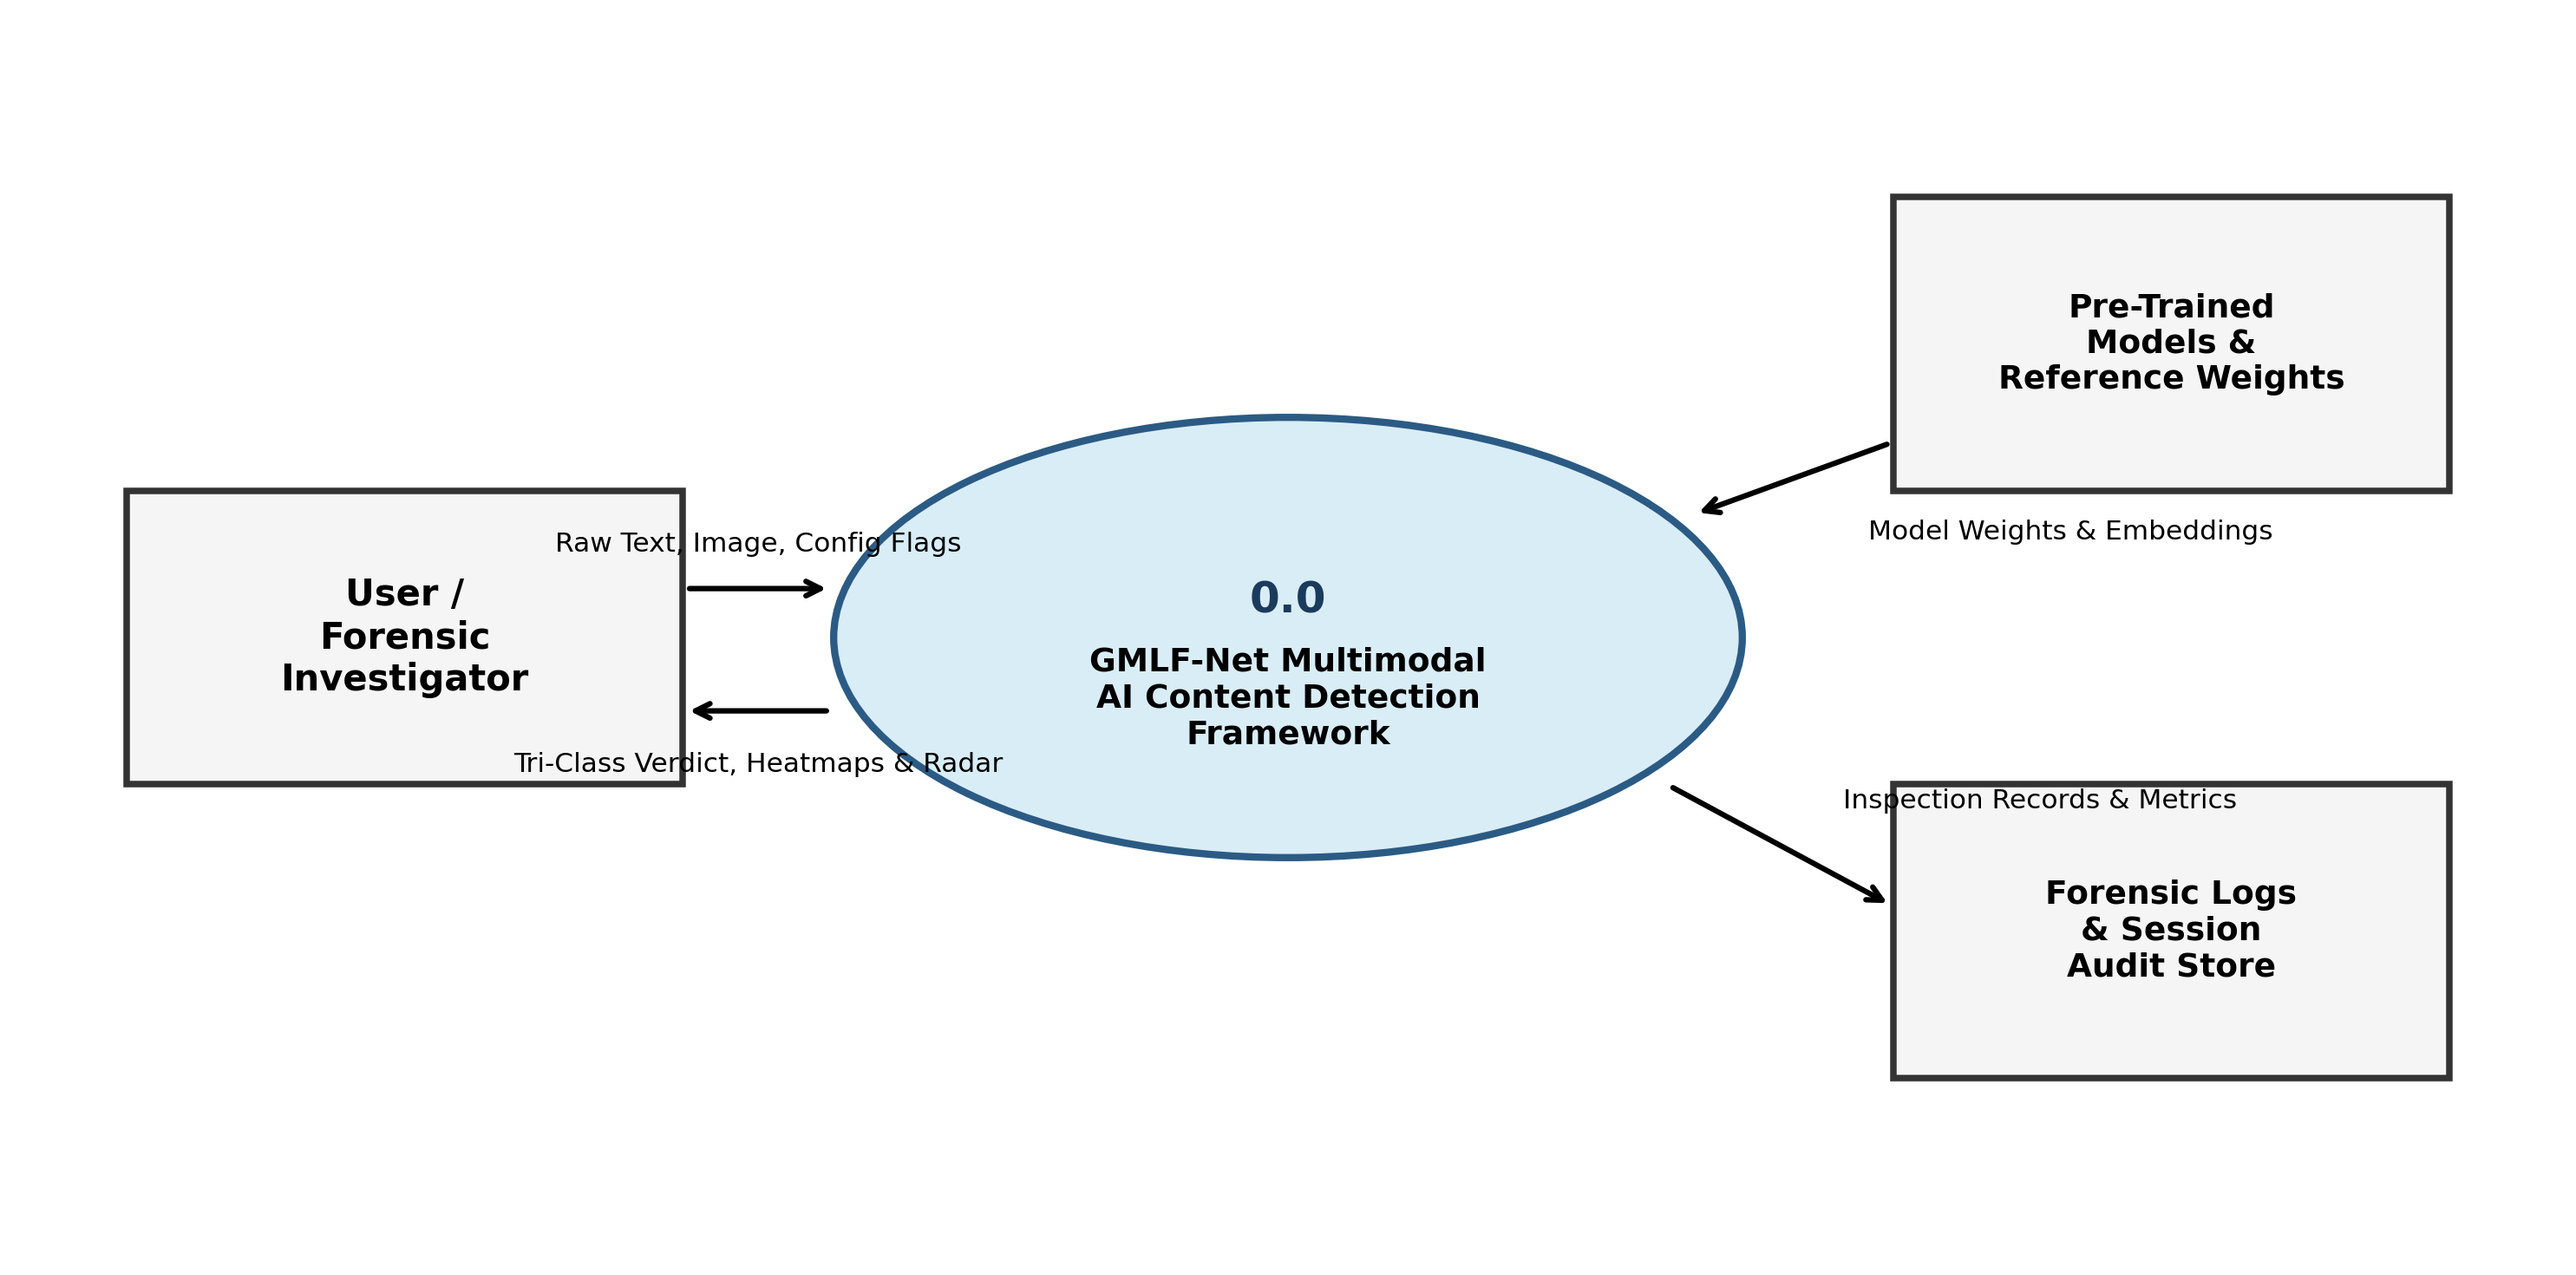 Pre-Trained
Models &
Reference Weights
Raw Text, Image, Config Flags
Model Weights & Embeddings
User /
Forensic
Investigator
0.0
GMLF-Net Multimodal
AI Content Detection
Framework
Tri-Class Verdict, Heatmaps & Radar
Inspection Records & Metrics
Forensic Logs
& Session
Audit Store